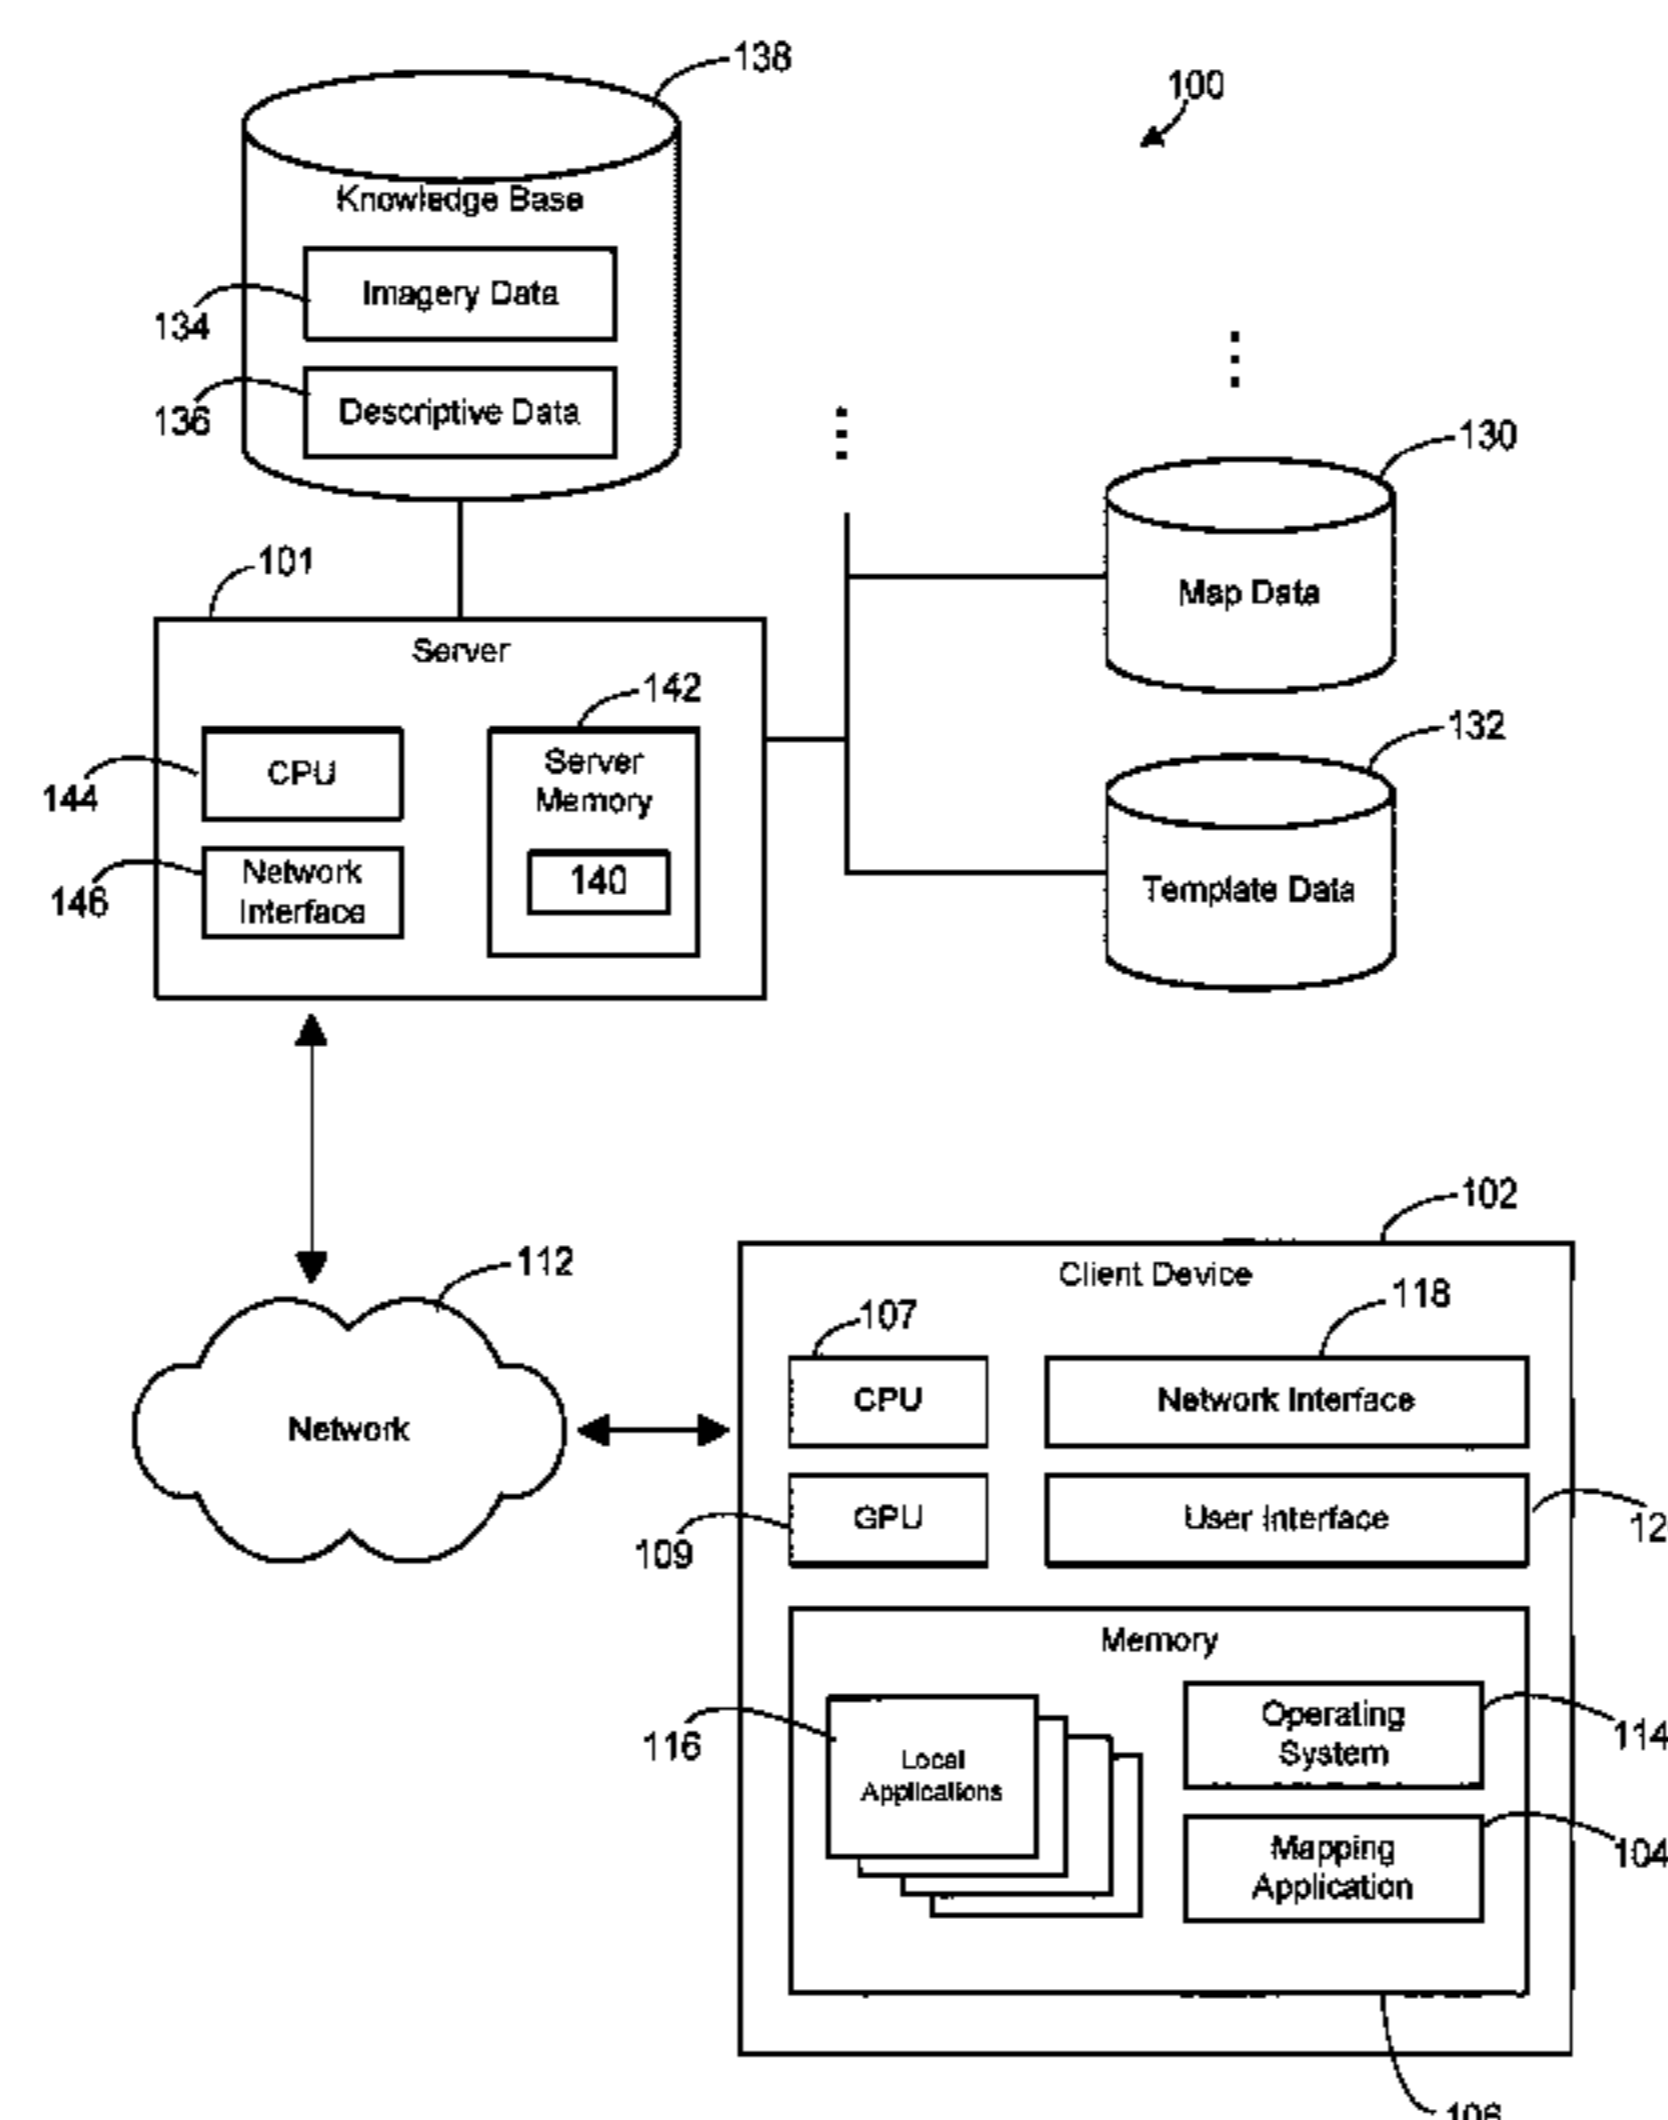 138
100
Knowledge Base
Imagery Data
134
Descriptive Data
136
130
101
Map Data
Server
142
132
Server
Memory
CPU
144
140
Network
Interface
146
Template Data
102
112
Client Device
118
107
CPU
Network Interface
Network
GPU
User Interface
12
109
Memory
Operating
System
114
116
Local
Applications
Mapping
Application
104
106